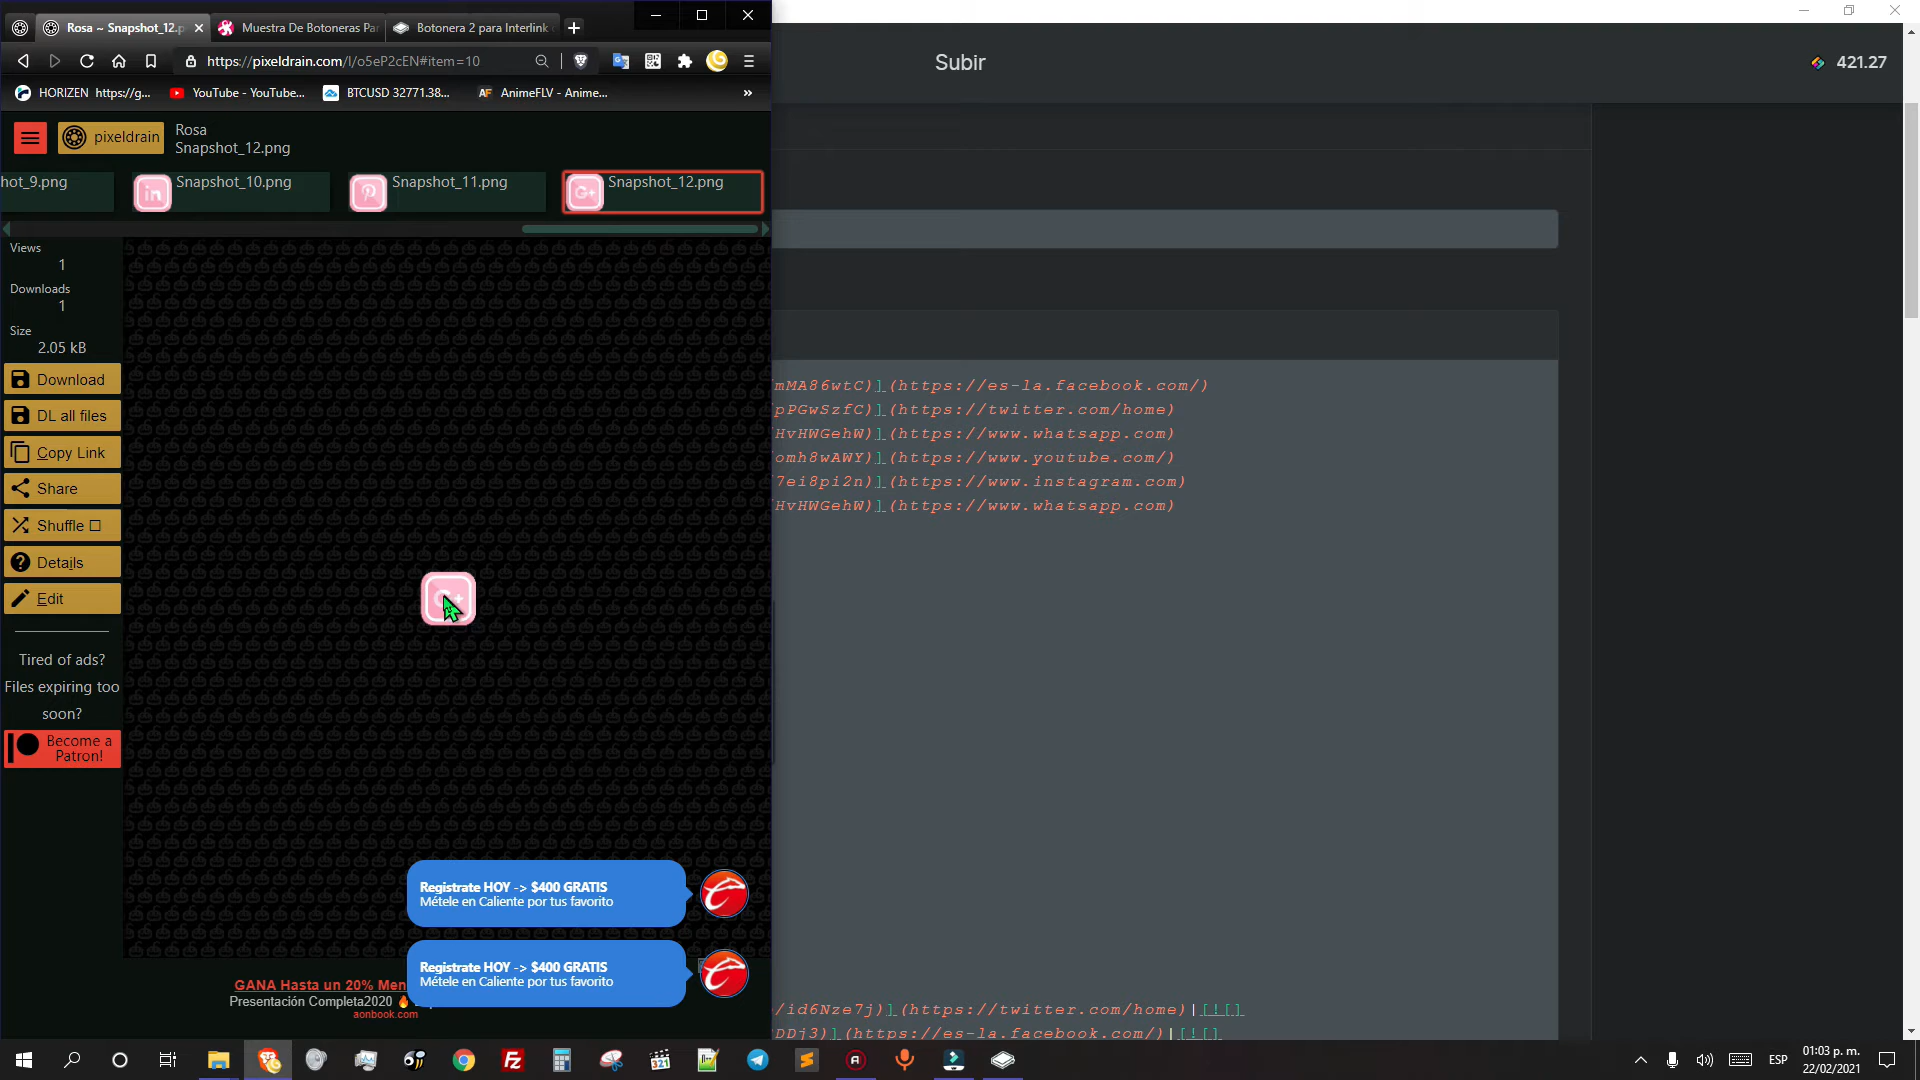 Rosa ~ Snapshot_12.p
Muestra De Botoneras Pa
Botonera 2 para Interlink
https://pixeldrain.com/l/o5eP2cEN#item=10
HORIZEN https://g...
YouTube - YouTube...
BTCUSD 32771.38...
AnimeFLV - Anime...
»
Subir
421.27
pixeldrain
Rosa
Snapshot_12.png
hot_9.png
Snapshot_10.png
Snapshot_11.png
Snapshot_12.png
Views
1
Downloads
1
Size
2.05 kB
Download
DL all files
Copy Link
Share
Shuffle ☐
Details
Edit
Tired of ads?
Files expiring too
soon?
Become a
Patron!
mMA86wtC)](https://es-la.facebook.com/)
pPGwSzfC)](https://twitter.com/home)
HvHWGehW)](https://www.whatsapp.com)
omh8wAWY)](https://www.youtube.com/)
7ei8pi2n)](https://www.instagram.com)
HvHWGehW)](https://www.whatsapp.com)
Registrate HOY -> $400 GRATIS
Métele en Caliente por tus favorito
Registrate HOY -> $400 GRATIS
Métele en Caliente por tus favorito
GANA Hasta un 20% Men
Presentación Completa2020
aonbook.com
/id6Nze7j)](https://twitter.com/home)|[![]
DDj3)](https://es-la.facebook.com/)|[![]
ESP
01:03 p. m.
22/02/2021